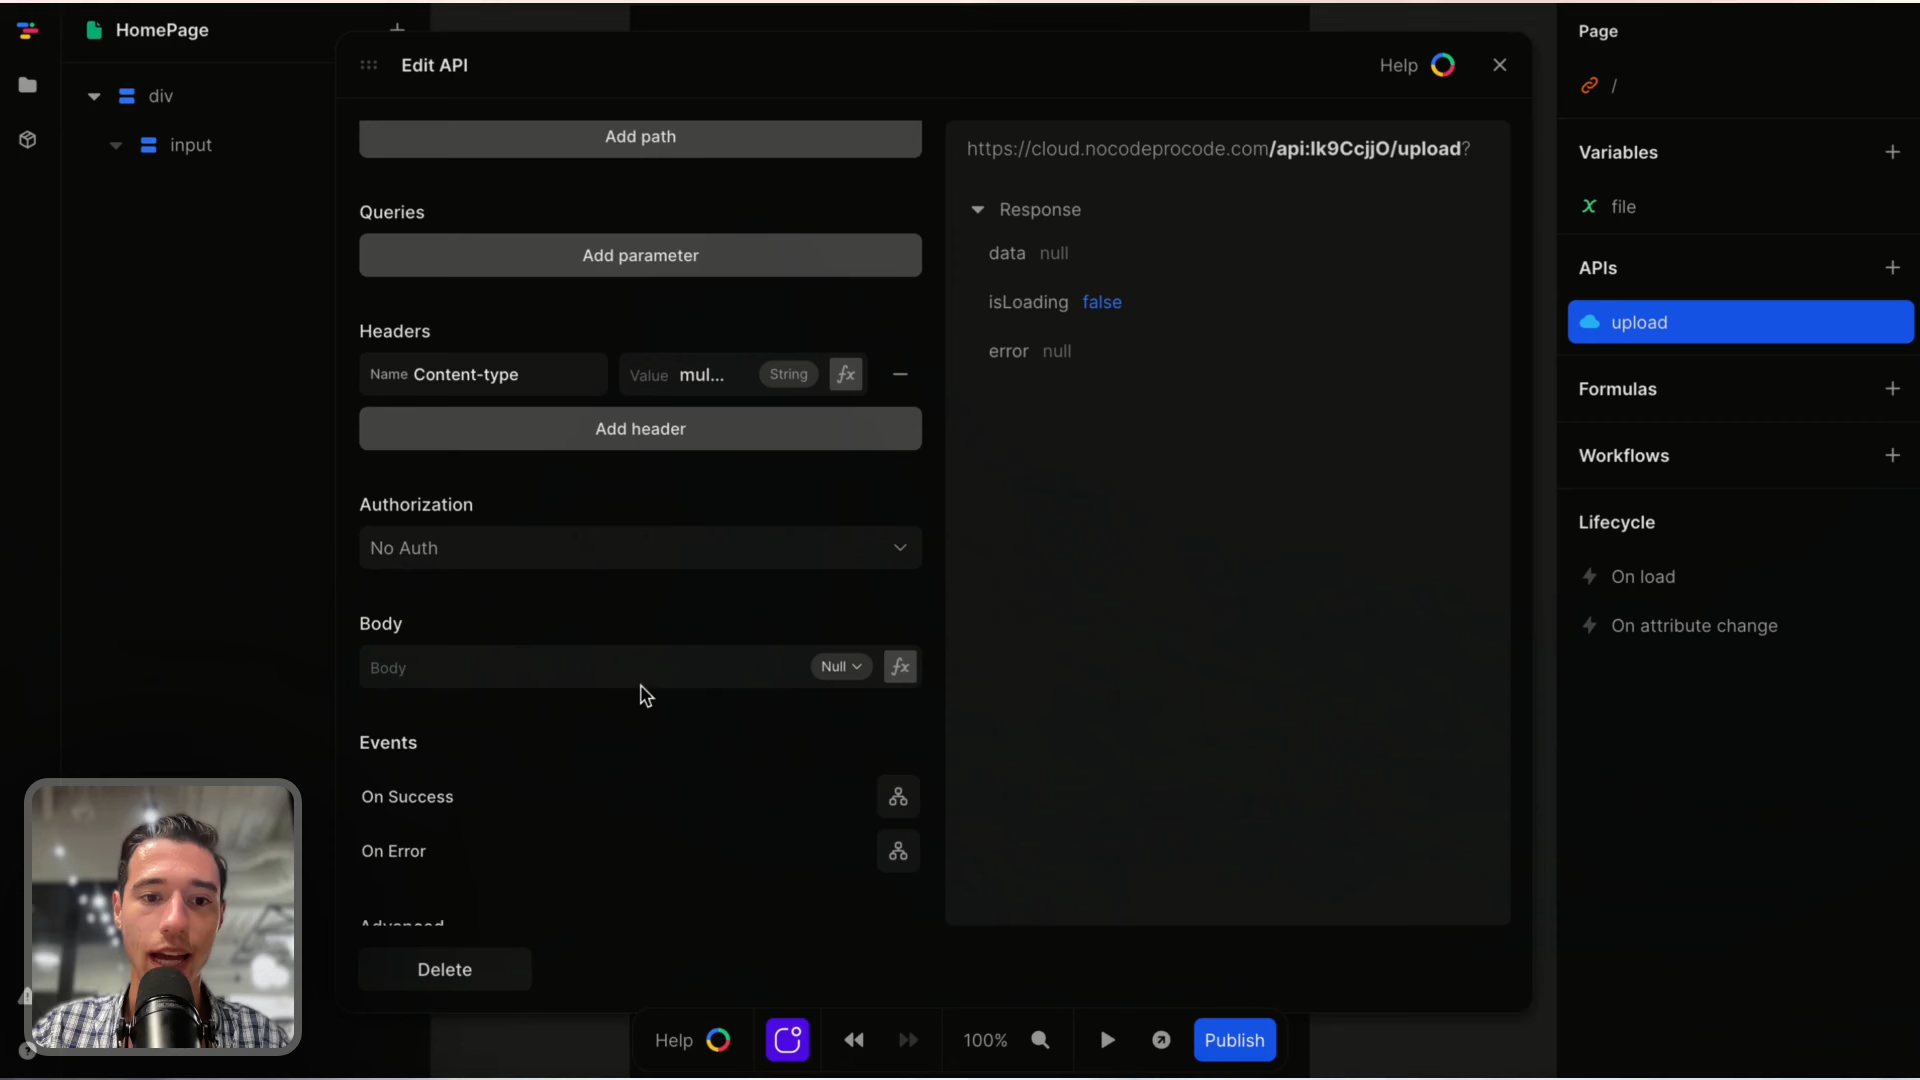 HomePage
div
input
Edit API
Help
Add path
Queries
Add parameter
Headers
Name Content-type
Value mul... String fx
Add header
Authorization
No Auth
Body
Body Null fx
Events
On Success
On Error
Advanced
Delete
https://cloud.nocodeprocode.com/api:lk9CcjjO/upload?
Response
data null
isLoading false
error null
Page
/
Variables
file
APIs
upload
Formulas
Workflows
Lifecycle
On load
On attribute change
Help
100%
Publish